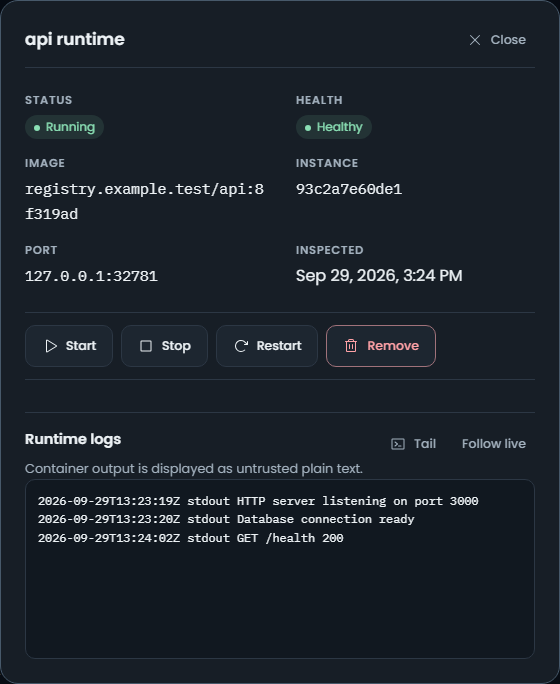 api runtime
Close
STATUS
HEALTH
Running
Healthy
IMAGE
INSTANCE
registry.example.test/api:8
f319ad
93c2a7e60de1
PORT
INSPECTED
127.0.0.1:32781
Sep 29, 2026, 3:24 PM
Start
Stop
Restart
Remove
Runtime logs
Tail
Follow live
Container output is displayed as untrusted plain text.
2026-09-29T13:23:19Z stdout HTTP server listening on port 3000
2026-09-29T13:23:20Z stdout Database connection ready
2026-09-29T13:24:02Z stdout GET /health 200